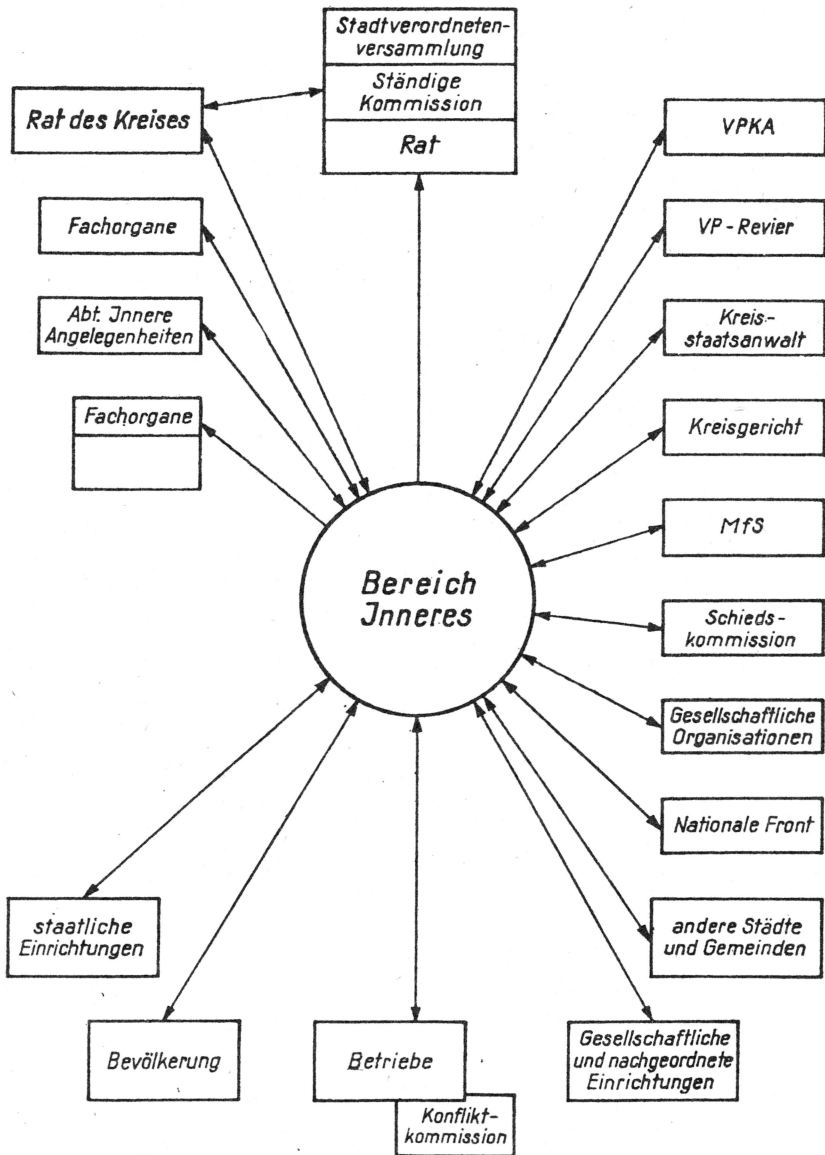 Stadtverordneten-
versammlung
Ständige
Kommission
Rat
Rat des Kreises
Fachorgane
Abt. Innere
Angelegenheiten
Fachorgane
VPKA
VP - Revier
Kreis-
staatsanwalt
Kreisgericht
MfS
Schieds-
kommission
Gesellschaftliche
Organisationen
Nationale Front
andere Städte
und Gemeinden
Gesellschaftliche
und nachgeordnete
Einrichtungen
Bereich
Inneres
staatliche
Einrichtungen
Bevölkerung
Betriebe
Konflikt-
kommission